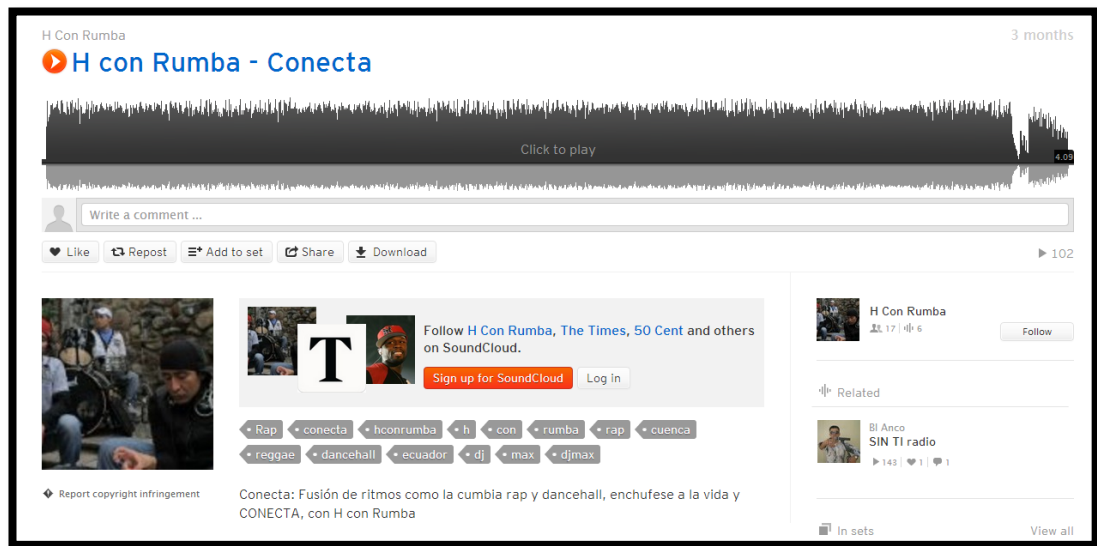 H Con Rumba
3 months
H con Rumba - Conecta
Click to play
4.09
Write a comment ...
Like
Repost
Add to set
Share
Download
102
T
Follow H Con Rumba, The Times, 50 Cent and others
on SoundCloud.
Sign up for SoundCloud
Log in
Rap
conecta
hconrumba
h
con
rumba
rap
cuenca
reggae
dancehall
ecuador
dj
max
djmax
Report copyright infringement
Conecta: Fusión de ritmos como la cumbia rap y dancehall, enchufese a la vida y
CONECTA, con H con Rumba
H Con Rumba
17
6
Follow
Related
Bl Anco
SIN TI radio
143
1
1
In sets
View all